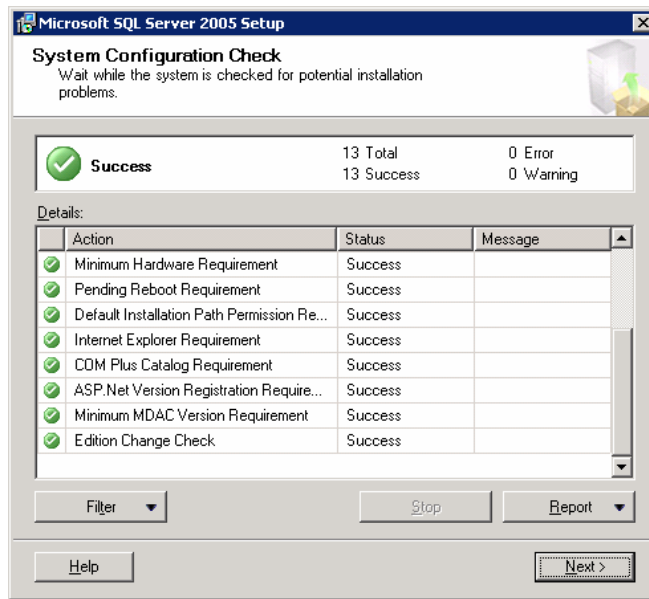 Microsoft SQL Server 2005 Setup
System Configuration Check
Wait while the system is checked for potential installation
problems.
Success
13 Total
0 Error
13 Success
0 Warning
Details:
Action Status Message
Minimum Hardware Requirement Success
Pending Reboot Requirement Success
Default Installation Path Permission Re... Success
Internet Explorer Requirement Success
COM Plus Catalog Requirement Success
ASP.Net Version Registration Require... Success
Minimum MDAC Version Requirement Success
Edition Change Check Success
Filter Stop Report
Help Next >